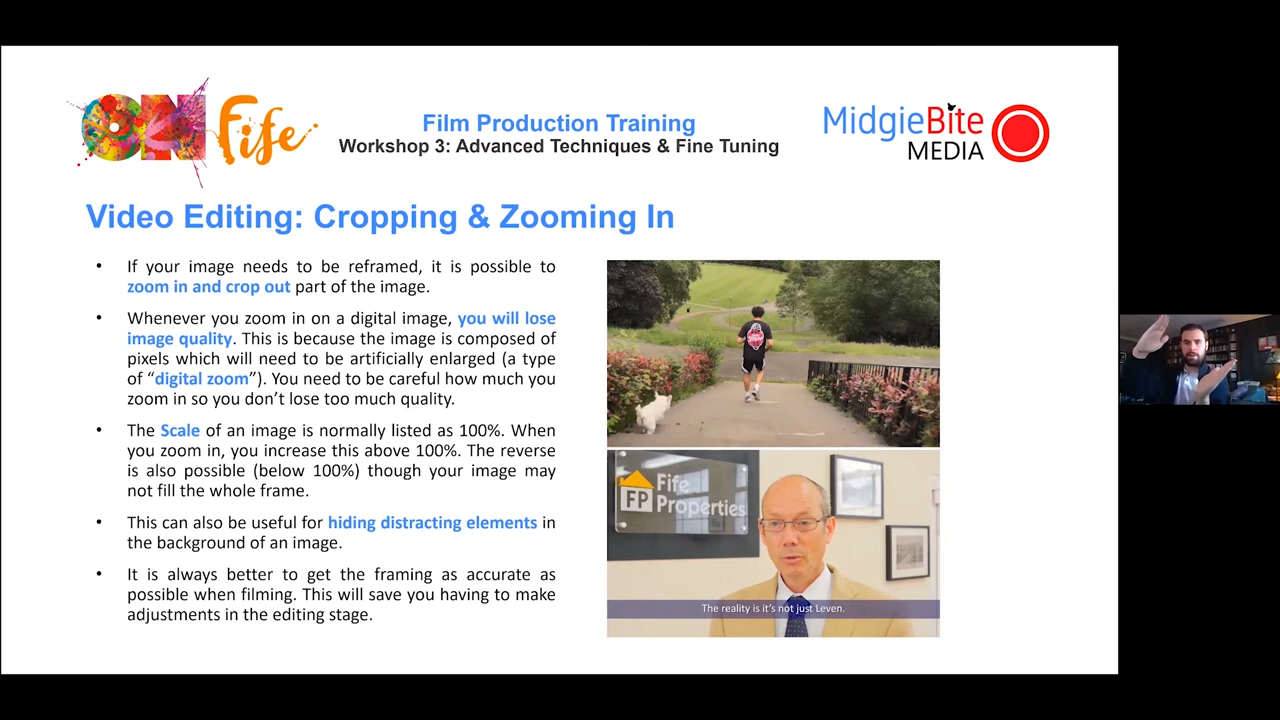 ON Fife
Film Production Training
Workshop 3: Advanced Techniques & Fine Tuning
MidgieBite
MEDIA
Video Editing: Cropping & Zooming In
• If your image needs to be reframed, it is possible to
zoom in and crop out part of the image.
• Whenever you zoom in on a digital image, you will lose
image quality. This is because the image is composed of
pixels which will need to be artificially enlarged (a type
of “digital zoom”). You need to be careful how much you
zoom in so you don’t lose too much quality.
• The Scale of an image is normally listed as 100%. When
you zoom in, you increase this above 100%. The reverse
is also possible (below 100%) though your image may
not fill the whole frame.
• This can also be useful for hiding distracting elements in
the background of an image.
• It is always better to get the framing as accurate as
possible when filming. This will save you having to make
adjustments in the editing stage.
FP
Fife
Properties
The reality is it’s not just Leven.